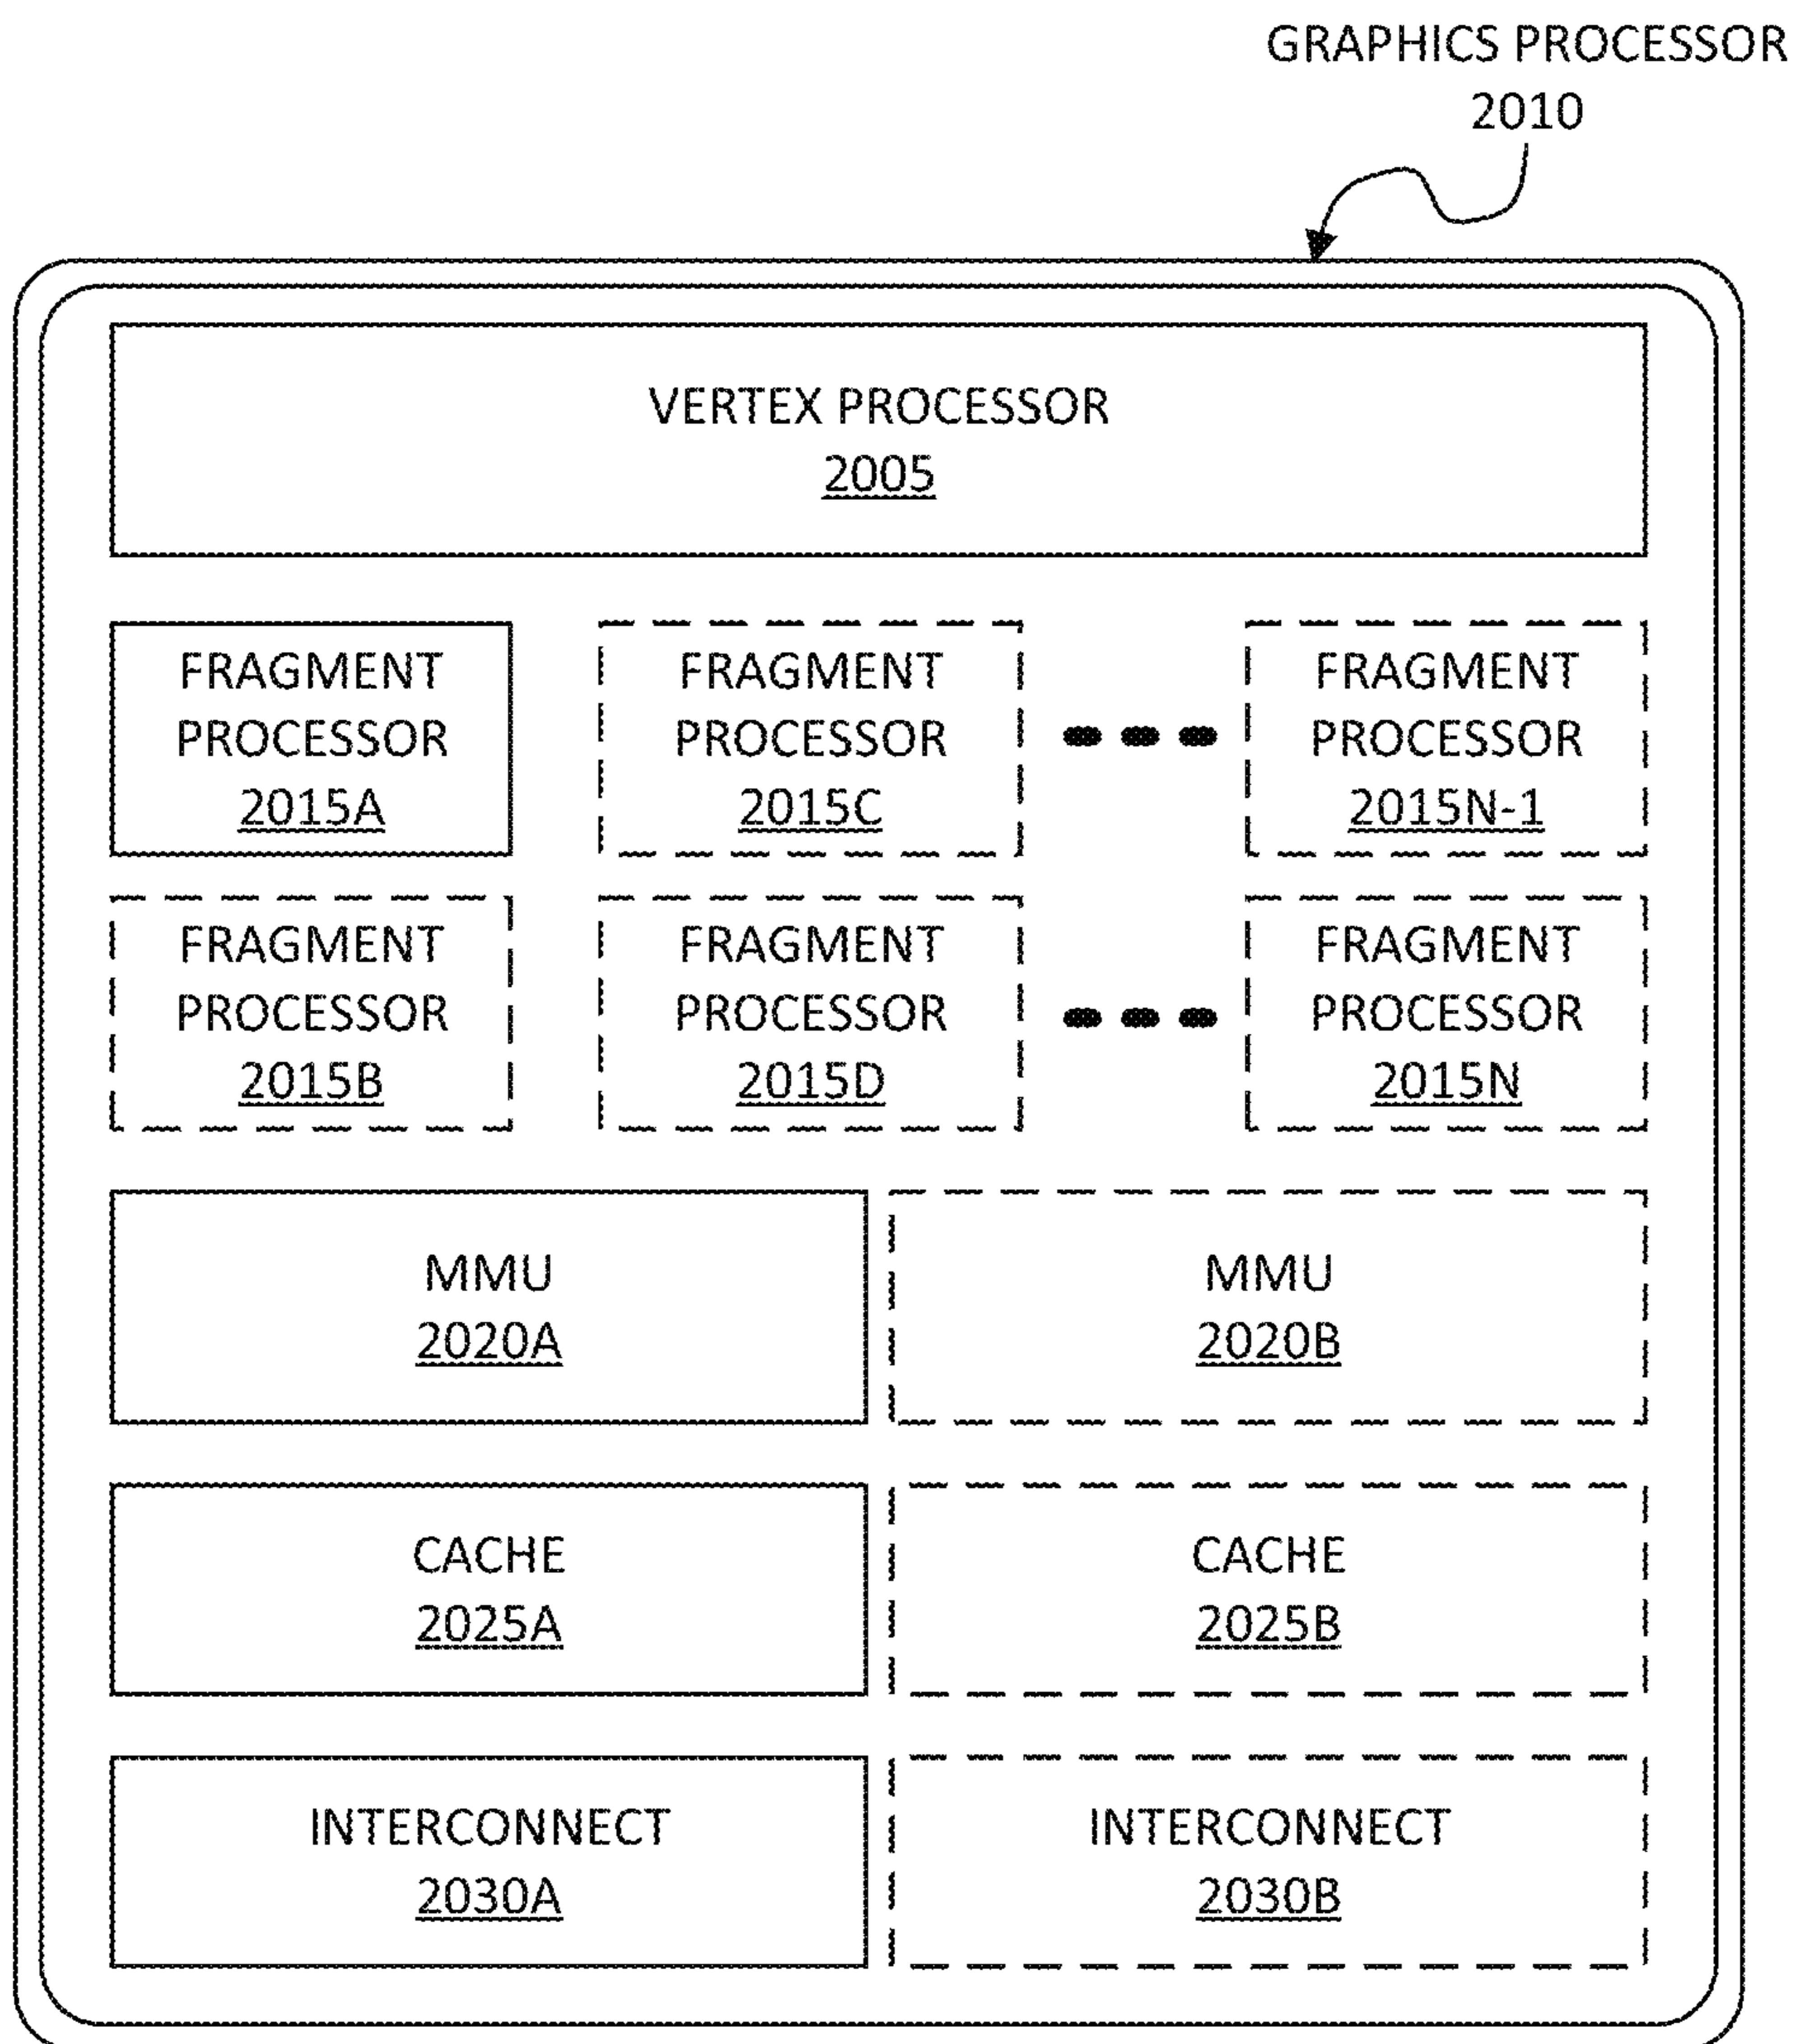 GRAPHICS PROCESSOR
2010
VERTEX PROCESSOR
2005
FRAGMENT
PROCESSOR
2015A
FRAGMENT
PROCESSOR
2015C
FRAGMENT
PROCESSOR
2015N-1
FRAGMENT
PROCESSOR
2015B
FRAGMENT
PROCESSOR
2015D
FRAGMENT
PROCESSOR
2015N
MMU
2020A
MMU
2020B
CACHE
2025A
CACHE
2025B
INTERCONNECT
2030A
INTERCONNECT
2030B